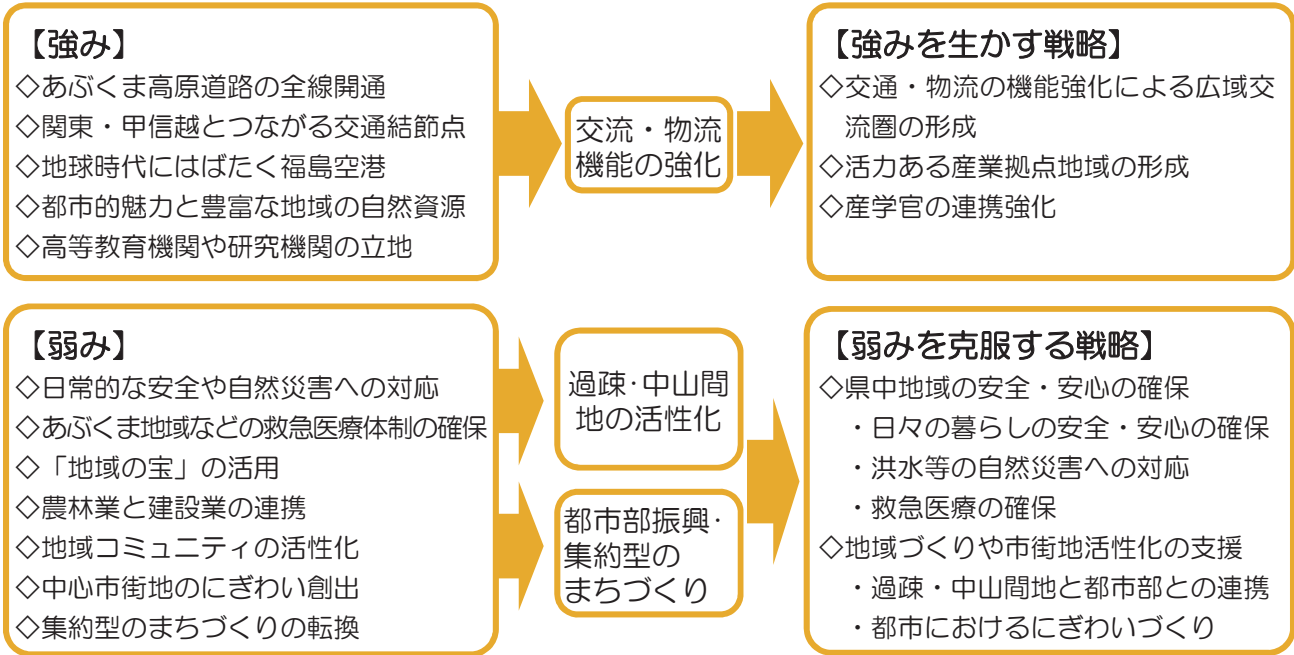 【強み】
◇あぶくま高原道路の全線開通
◇関東・甲信越とつながる交通結節点
◇地球時代にはばたく福島空港
◇都市的魅力と豊富な地域の自然資源
◇高等教育機関や研究機関の立地
交流・物流
機能の強化
【強みを生かす戦略】
◇交通・物流の機能強化による広域交
流圏の形成
◇活力ある産業拠点地域の形成
◇産学官の連携強化
【弱み】
◇日常的な安全や自然災害への対応
◇あぶくま地域などの救急医療体制の確保
◇「地域の宝」の活用
◇農林業と建設業の連携
◇地域コミュニティの活性化
◇中心市街地のにぎわい創出
◇集約型のまちづくりの転換
過疎・中山間
地の活性化
都市部振興・
集約型の
まちづくり
【弱みを克服する戦略】
◇県中地域の安全・安心の確保
・日々の暮らしの安全・安心の確保
・洪水等の自然災害への対応
・救急医療の確保
◇地域づくりや市街地活性化の支援
・過疎・中山間地と都市部との連携
・都市におけるにぎわいづくり